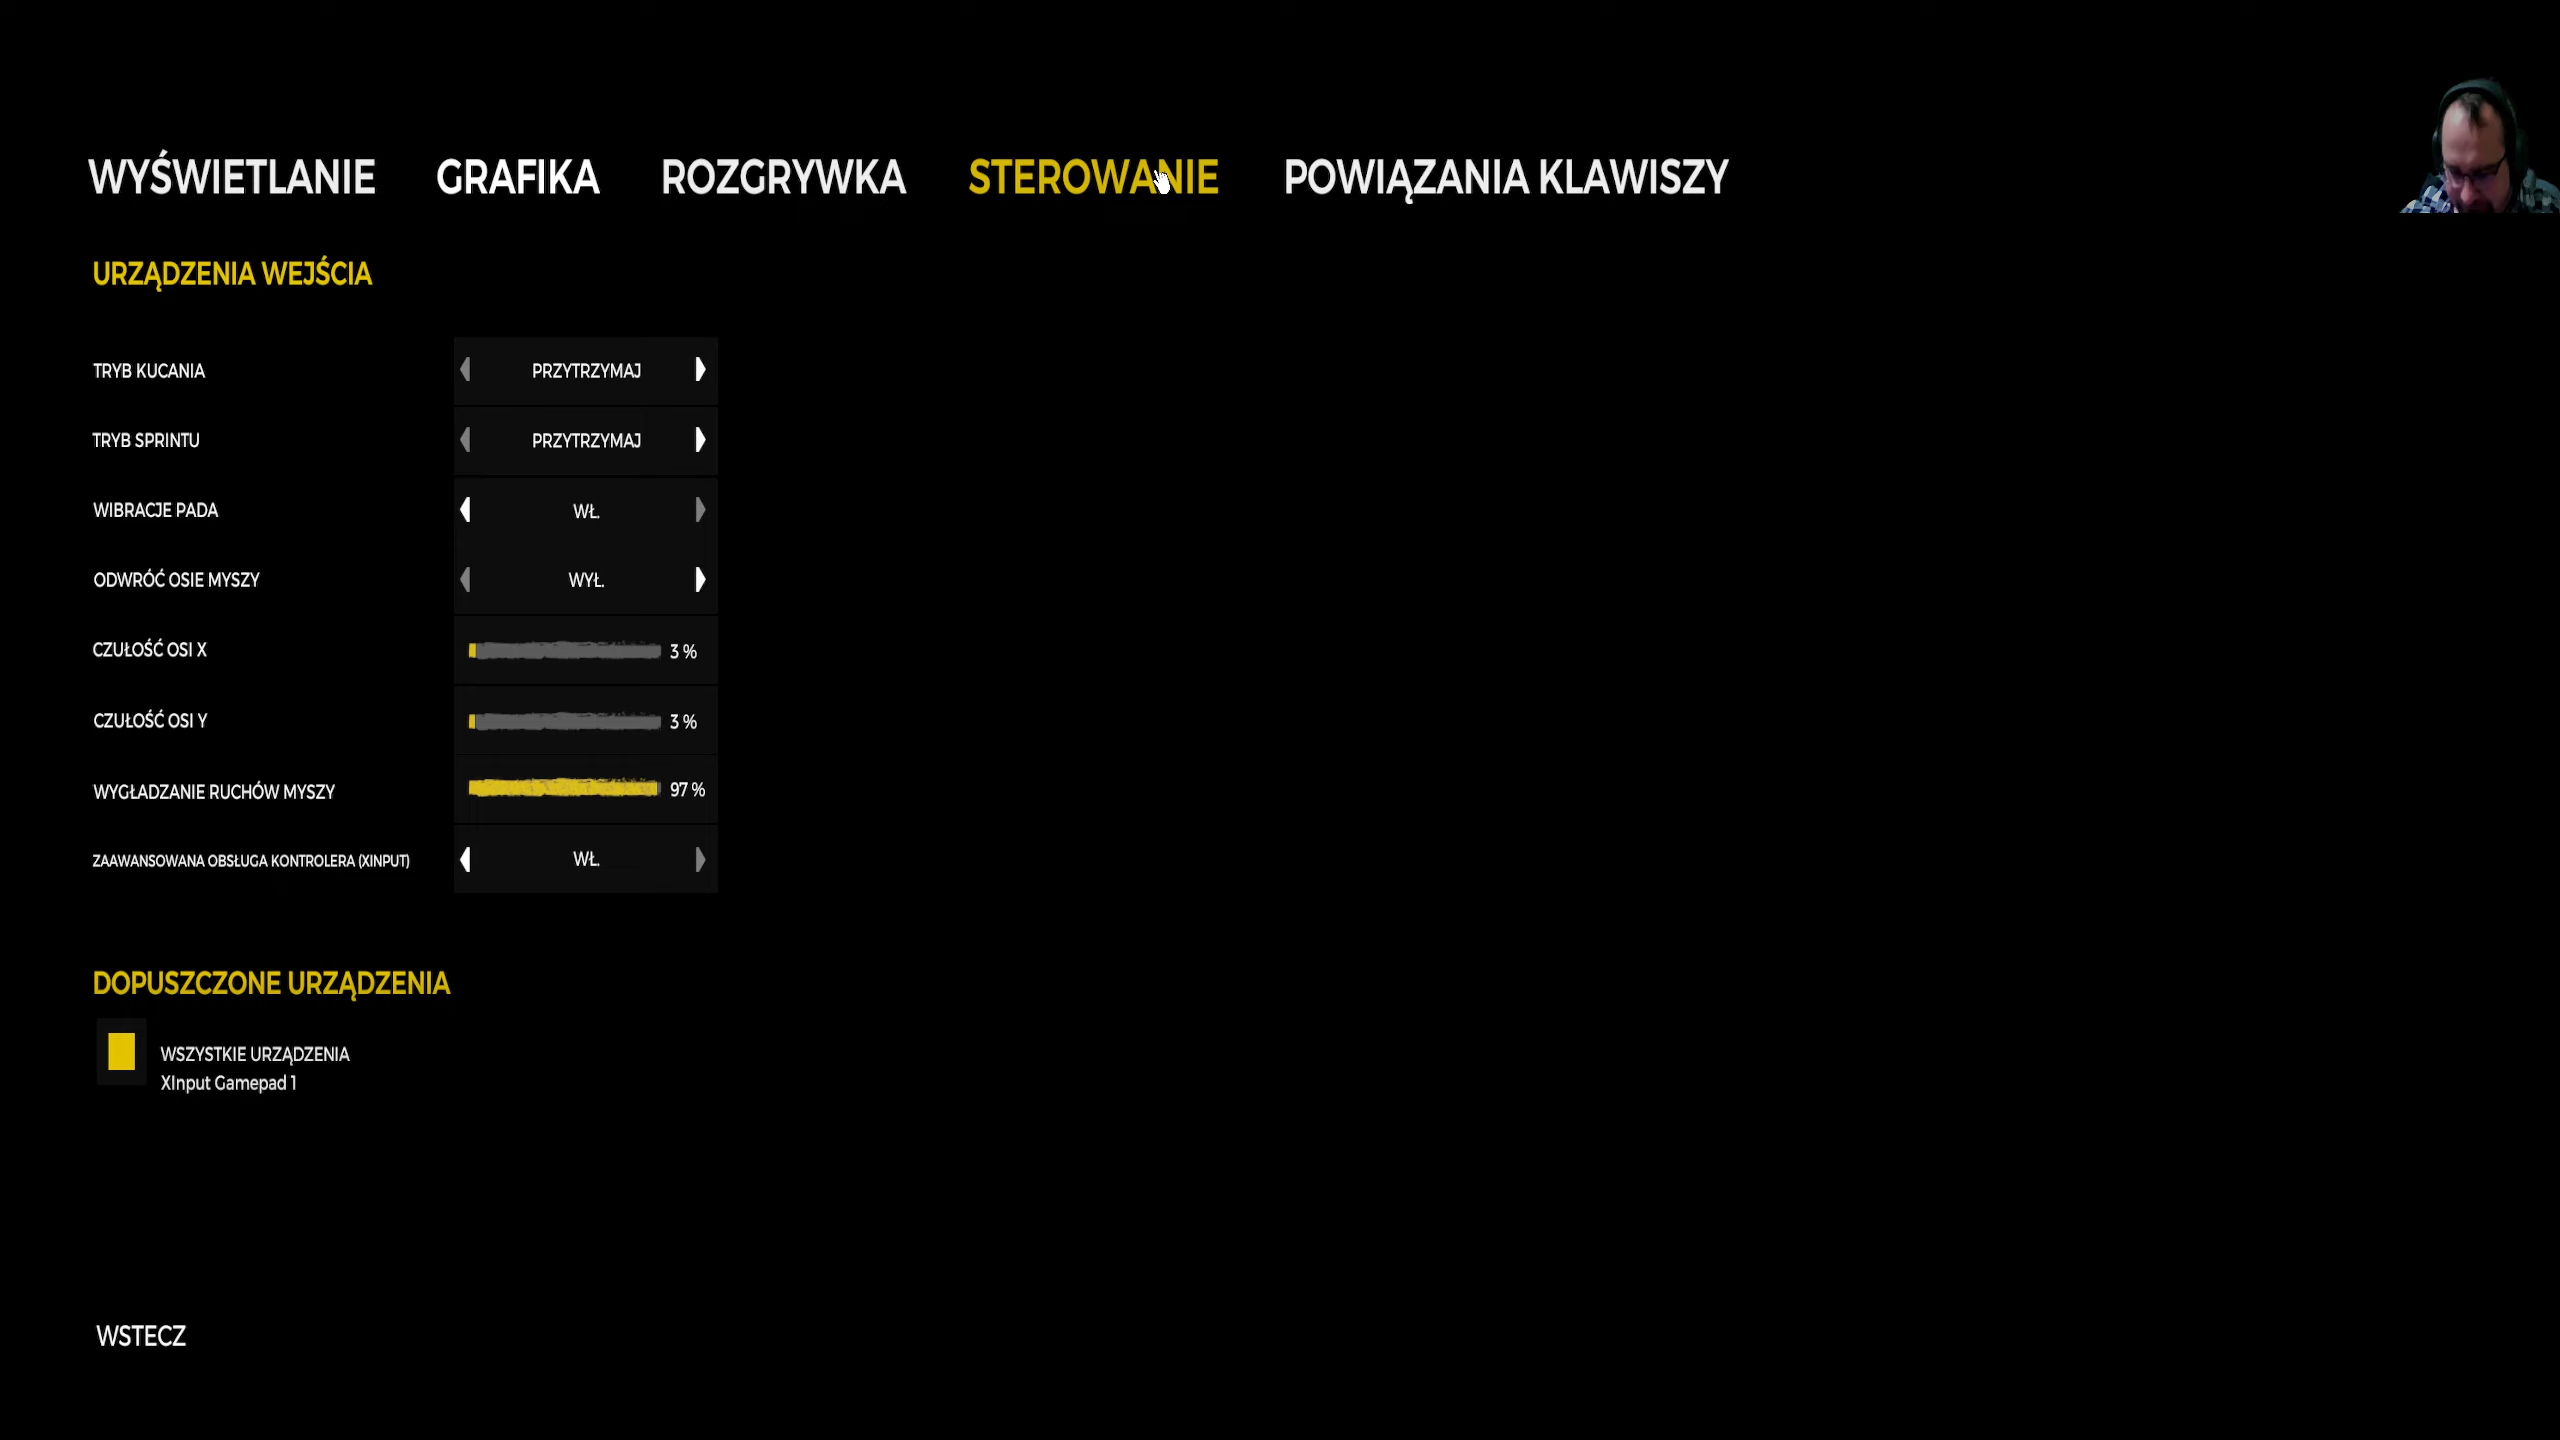 WYŚWIETLANIE GRAFIKA ROZGRYWKA STEROWANIE POWIĄZANIA KLAWISZY
URZĄDZENIA WEJŚCIA
TRYB KUCANIA PRZYTRZYMAJ
TRYB SPRINTU PRZYTRZYMAJ
WIBRACJE PADA WŁ.
ODWRÓĆ OSIE MYSZY WYŁ.
CZUŁOŚĆ OSI X 3 %
CZUŁOŚĆ OSI Y 3 %
WYGŁADZANIE RUCHÓW MYSZY 97 %
ZAAWANSOWANA OBSŁUGA KONTROLERA (XINPUT) WŁ.
DOPUSZCZONE URZĄDZENIA
WSZYSTKIE URZĄDZENIA
XInput Gamepad 1
WSTECZ